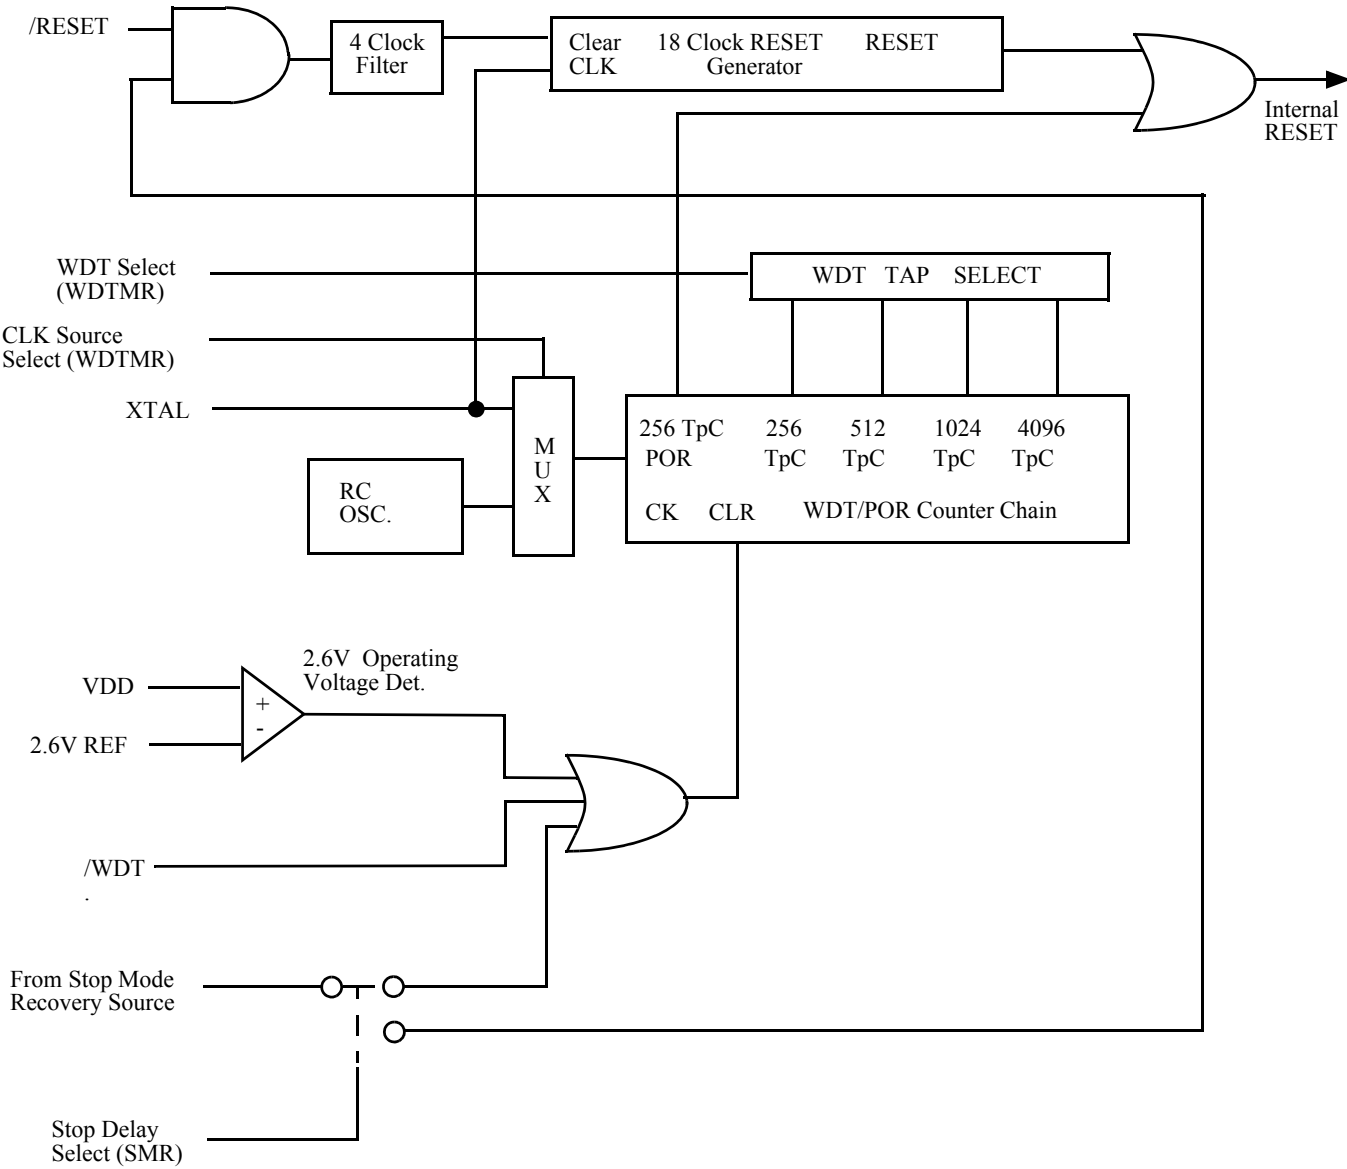 /RESET
4 Clock
Filter
Clear 18 Clock RESET RESET
CLK Generator
Internal
RESET
WDT Select
(WDTMR)
WDT TAP SELECT
CLK Source
Select (WDTMR)
XTAL
M
U
X
RC
OSC.
256 TpC 256 512 1024 4096
POR TpC TpC TpC TpC
CK CLR WDT/POR Counter Chain
2.6V Operating
Voltage Det.
VDD
+
-
2.6V REF
/WDT
.
From Stop Mode
Recovery Source
Stop Delay
Select (SMR)